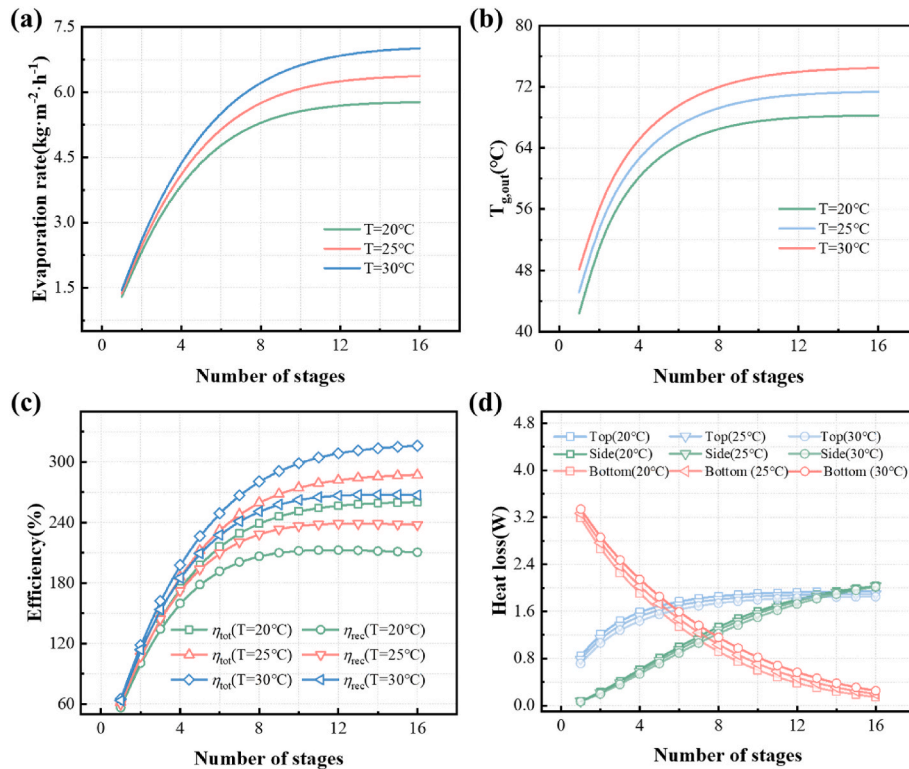 (a)
7.5
6.0
4.5
3.0
1.5
Evaporation rate(kg·m⁻²·h⁻¹)
T=20°C
T=25°C
T=30°C
0
4
8
12
16
Number of stages
(b)
80
72
64
56
48
40
T_g,out(°C)
T=20°C
T=25°C
T=30°C
0
4
8
12
16
Number of stages
(c)
300
240
180
120
60
Efficiency(%)
η_tot(T=20°C) η_rec(T=20°C)
η_tot(T=25°C) η_rec(T=25°C)
η_tot(T=30°C) η_rec(T=30°C)
0
4
8
12
16
Number of stages
(d)
4.8
4.0
3.2
2.4
1.6
0.8
0.0
Heat loss(W)
Top(20°C) Top(25°C) Top(30°C)
Side(20°C) Side(25°C) Side(30°C)
Bottom(20°C) Bottom (25°C) Bottom (30°C)
0
4
8
12
16
Number of stages